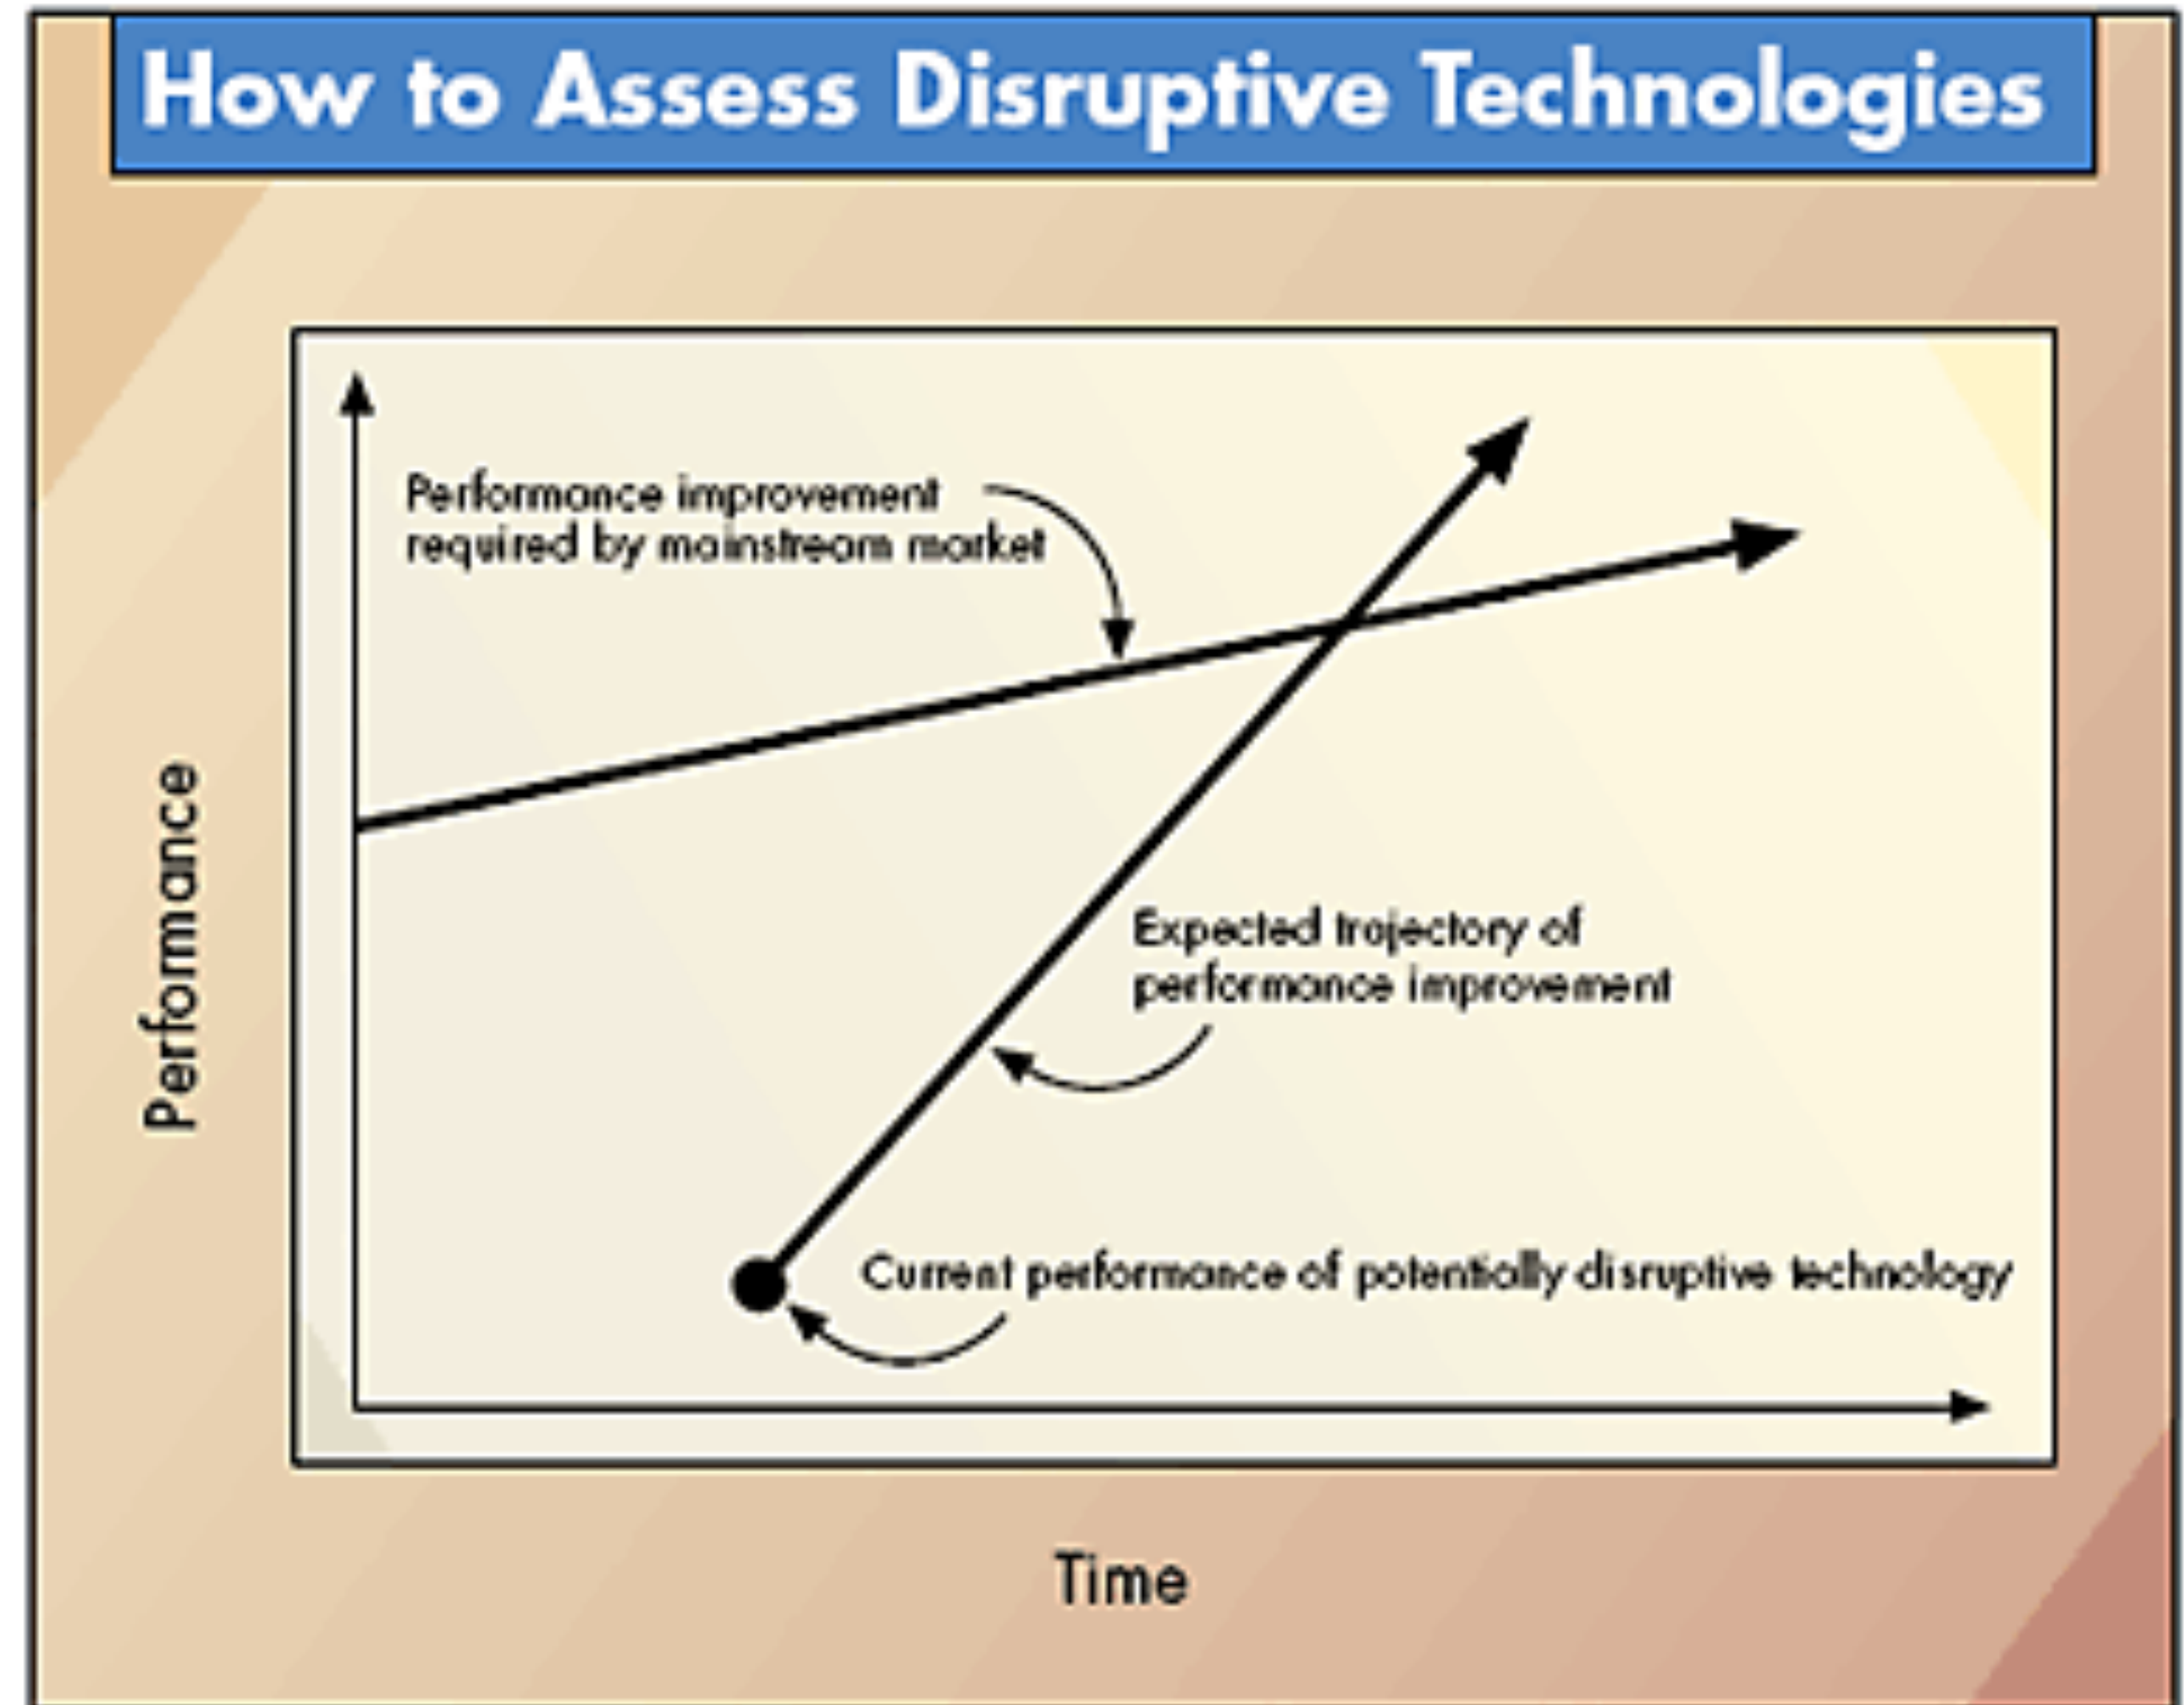 How to Assess Disruptive Technologies
Performance improvement
required by mainstream market
Performance
Expected trajectory of
performance improvement
Current performance of potentially disruptive technology
Time